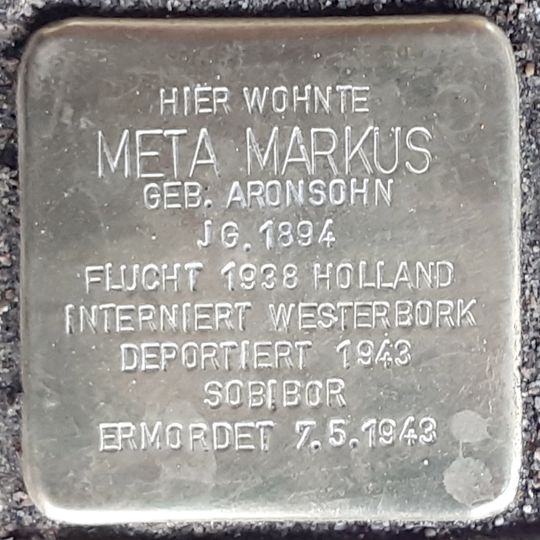 HIER WOHNTE
META MARKUS
GEB. ARONSOHN
JG. 1894
FLUCHT 1938 HOLLAND
INTERNIERT WESTERBORK
DEPORTIERT 1943
SOBIBOR
ERMORDET 7.5.1943